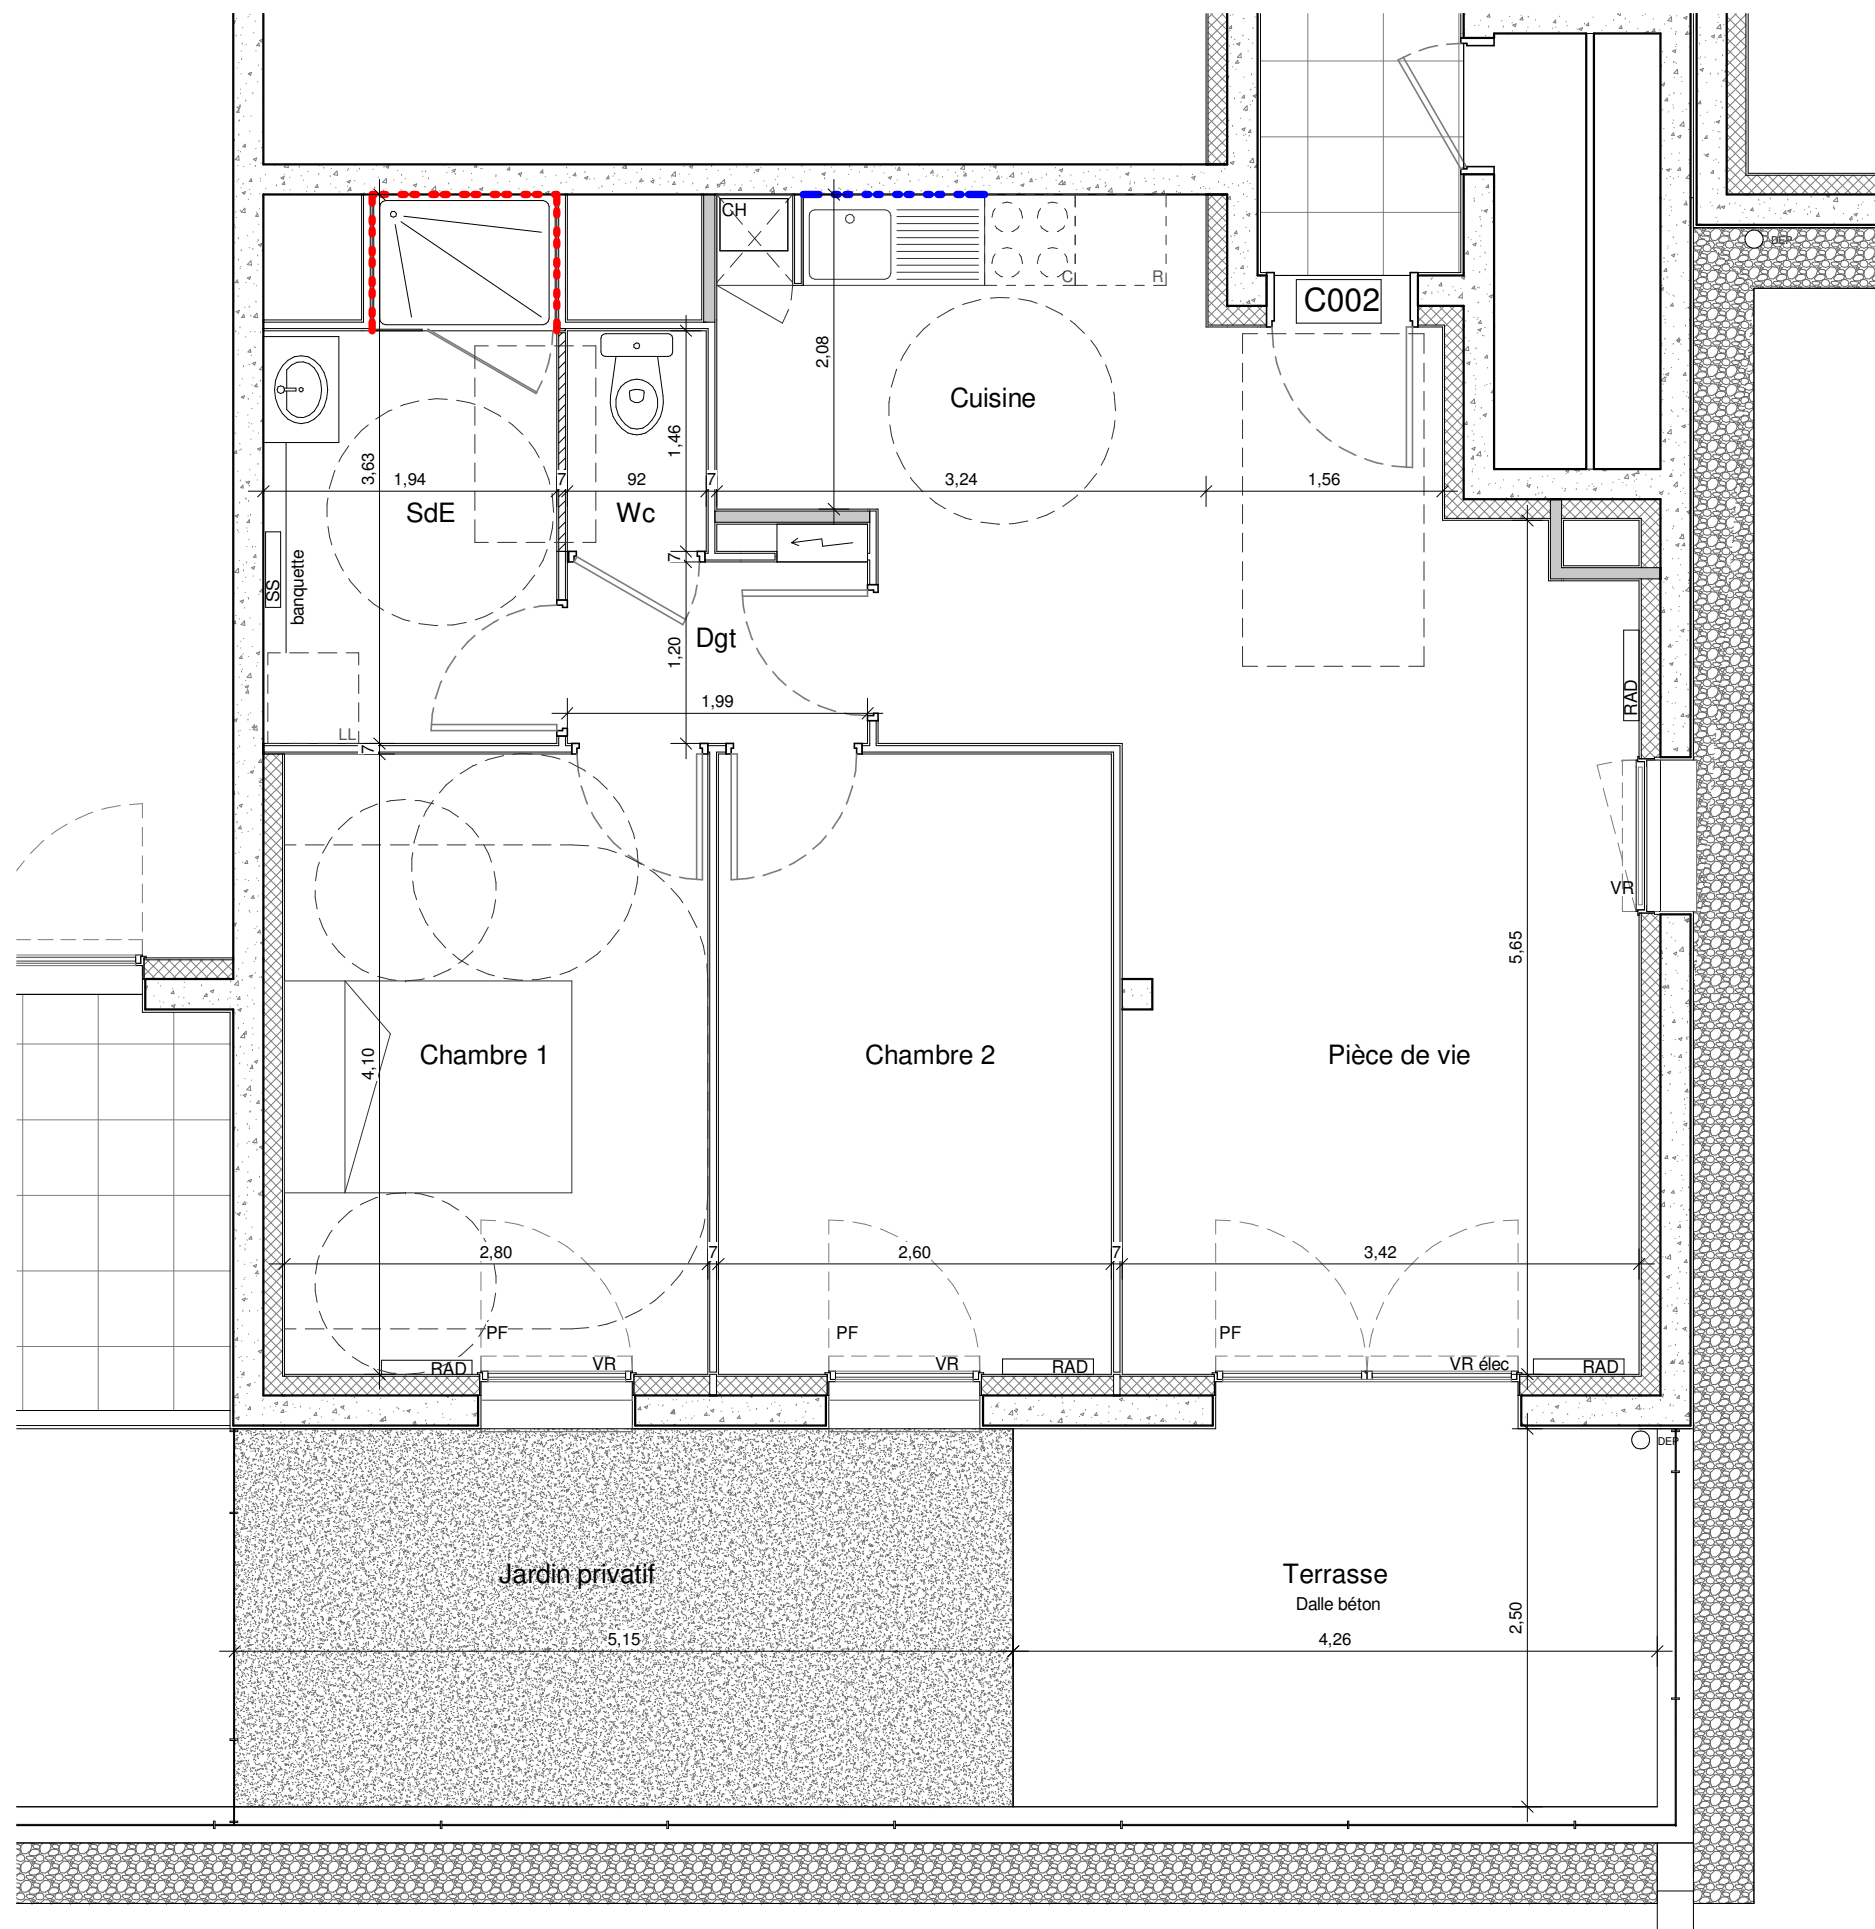 DEP
CH
C
R
C002
2,08
Cuisine
3,63
1,46
1,94
7
92
7
3,24
1,56
SdE
Wc
SS
banquette
7
1,20
Dgt
RAD
1,99
LL
7
VR
5,65
4,10
Chambre 1
Chambre 2
Pièce de vie
2,80
7
2,60
7
3,42
PF
PF
PF
RAD
VR
VR
RAD
VR élec
RAD
DEP
Jardin privatif
Terrasse
Dalle béton
2,50
5,15
4,26